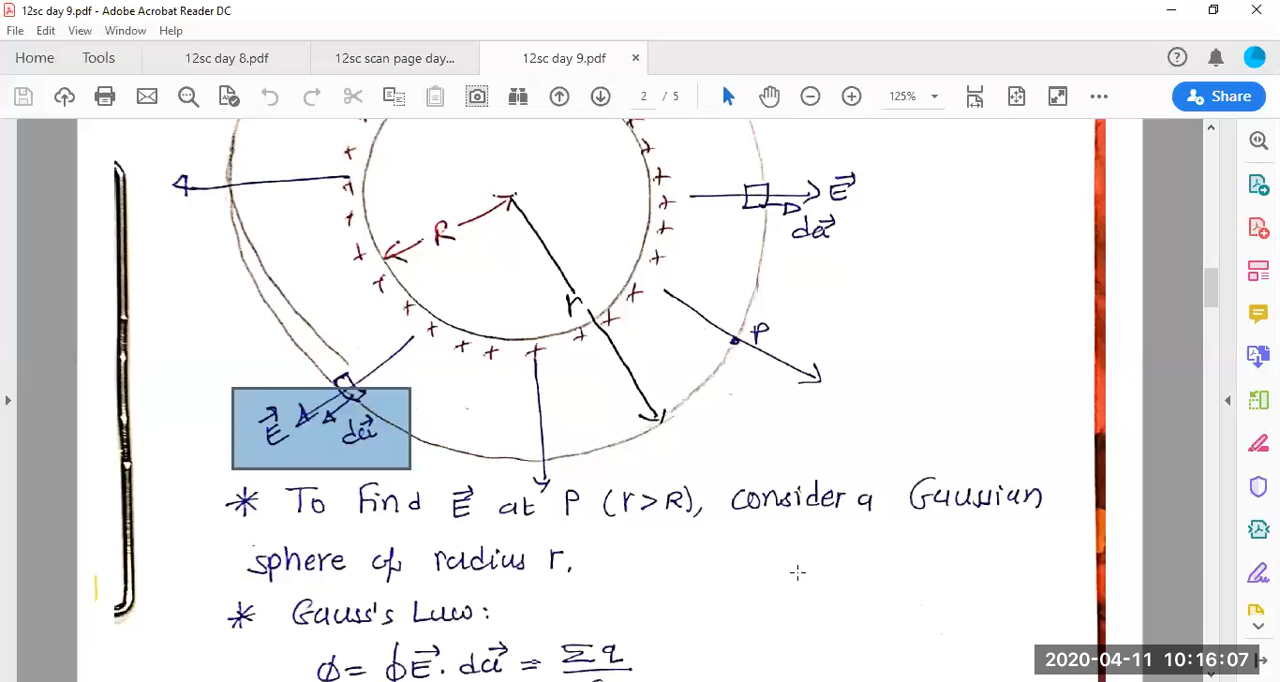 12sc day 9.pdf - Adobe Acrobat Reader DC
File Edit View Window Help
Home Tools 12sc day 8.pdf 12sc scan page day... 12sc day 9.pdf ×
2 / 5 125% Share
E
da
R
r
P
E da
* To Find E at P (r>R), consider a Gaussian
sphere of radius r.
* Gauss's Law:
φ= ∮E. da = Σq
2020-04-11 10:16:07